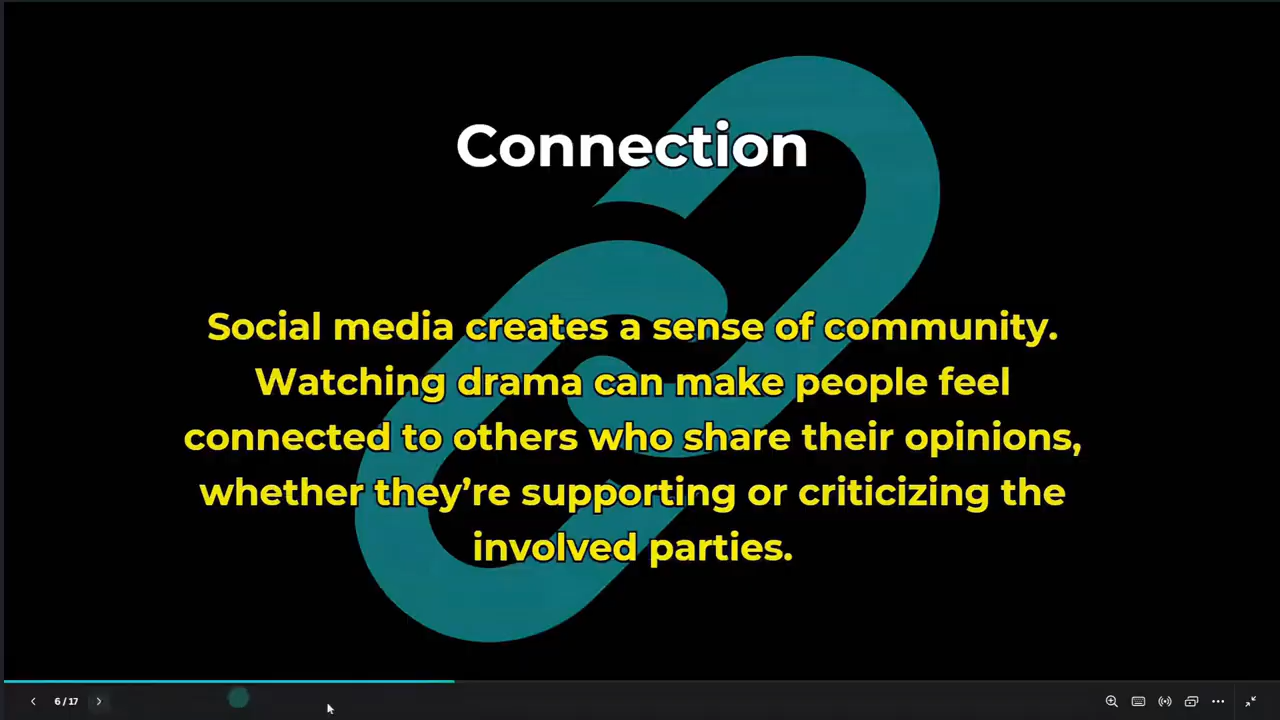 Connection
Social media creates a sense of community.
Watching drama can make people feel
connected to others who share their opinions,
whether they’re supporting or criticizing the
involved parties.
6 / 17